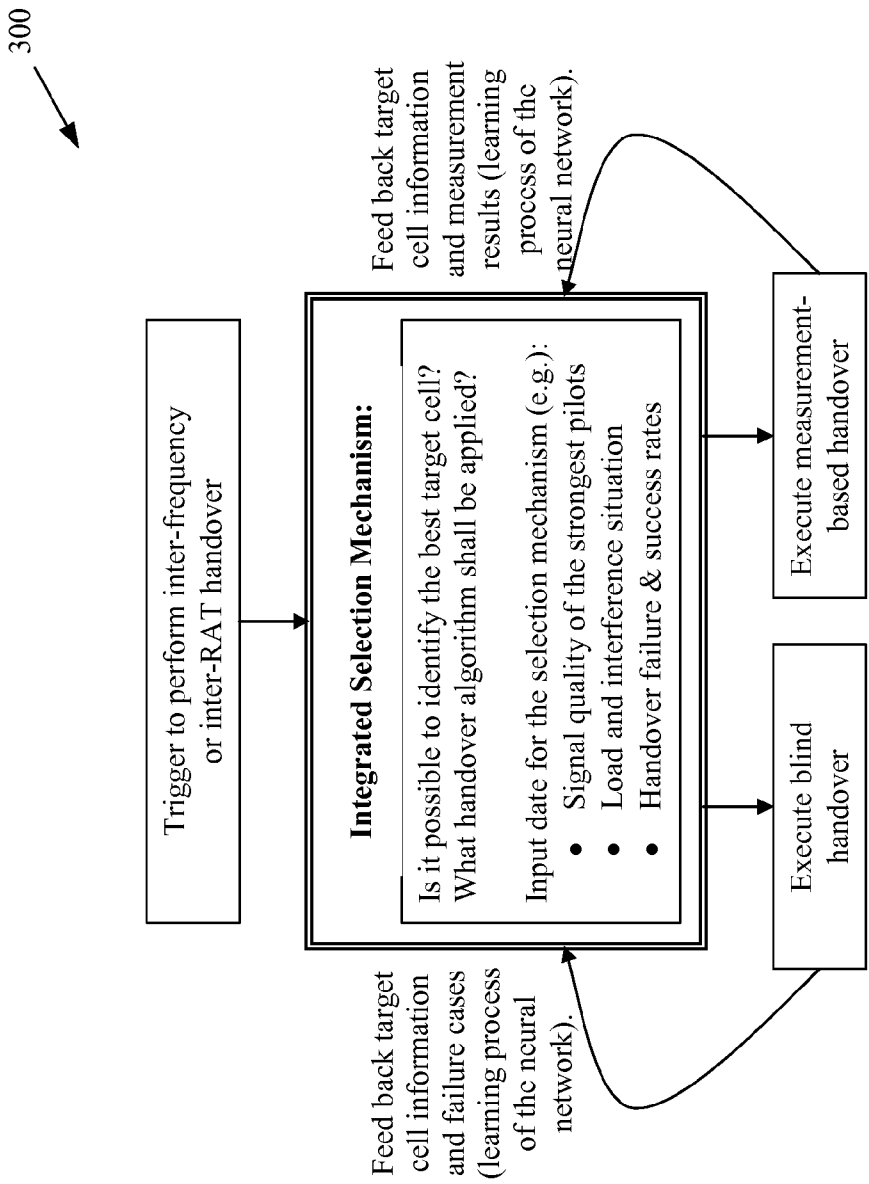 300
Trigger to perform inter-frequency
or inter-RAT handover
Integrated Selection Mechanism:
Is it possible to identify the best target cell?
What handover algorithm shall be applied?
Input date for the selection mechanism (e.g.):
● Signal quality of the strongest pilots
● Load and interference situation
● Handover failure & success rates
Feed back target
cell information
and failure cases
(learning process
of the neural
network).
Feed back target
cell information
and measurement
results (learning
process of the
neural network).
Execute blind
handover
Execute measurement-
based handover